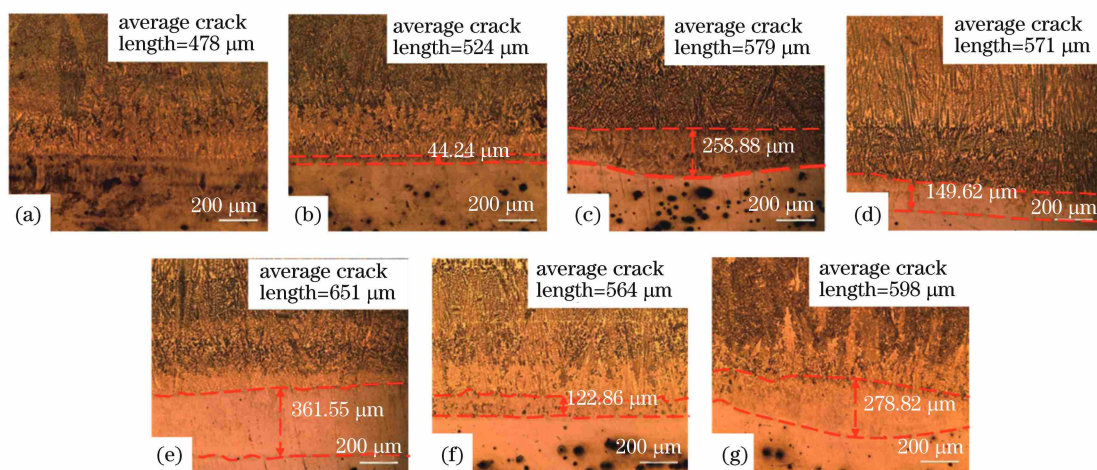 average crack
length=478 μm
(a)
200 μm
average crack
length=524 μm
44.24 μm
(b)
200 μm
average crack
length=579 μm
258.88 μm
(c)
200 μm
average crack
length=571 μm
149.62 μm
(d)
200 μm
average crack
length=651 μm
361.55 μm
(e)
200 μm
average crack
length=564 μm
122.86 μm
(f)
200 μm
average crack
length=598 μm
278.82 μm
(g)
200 μm